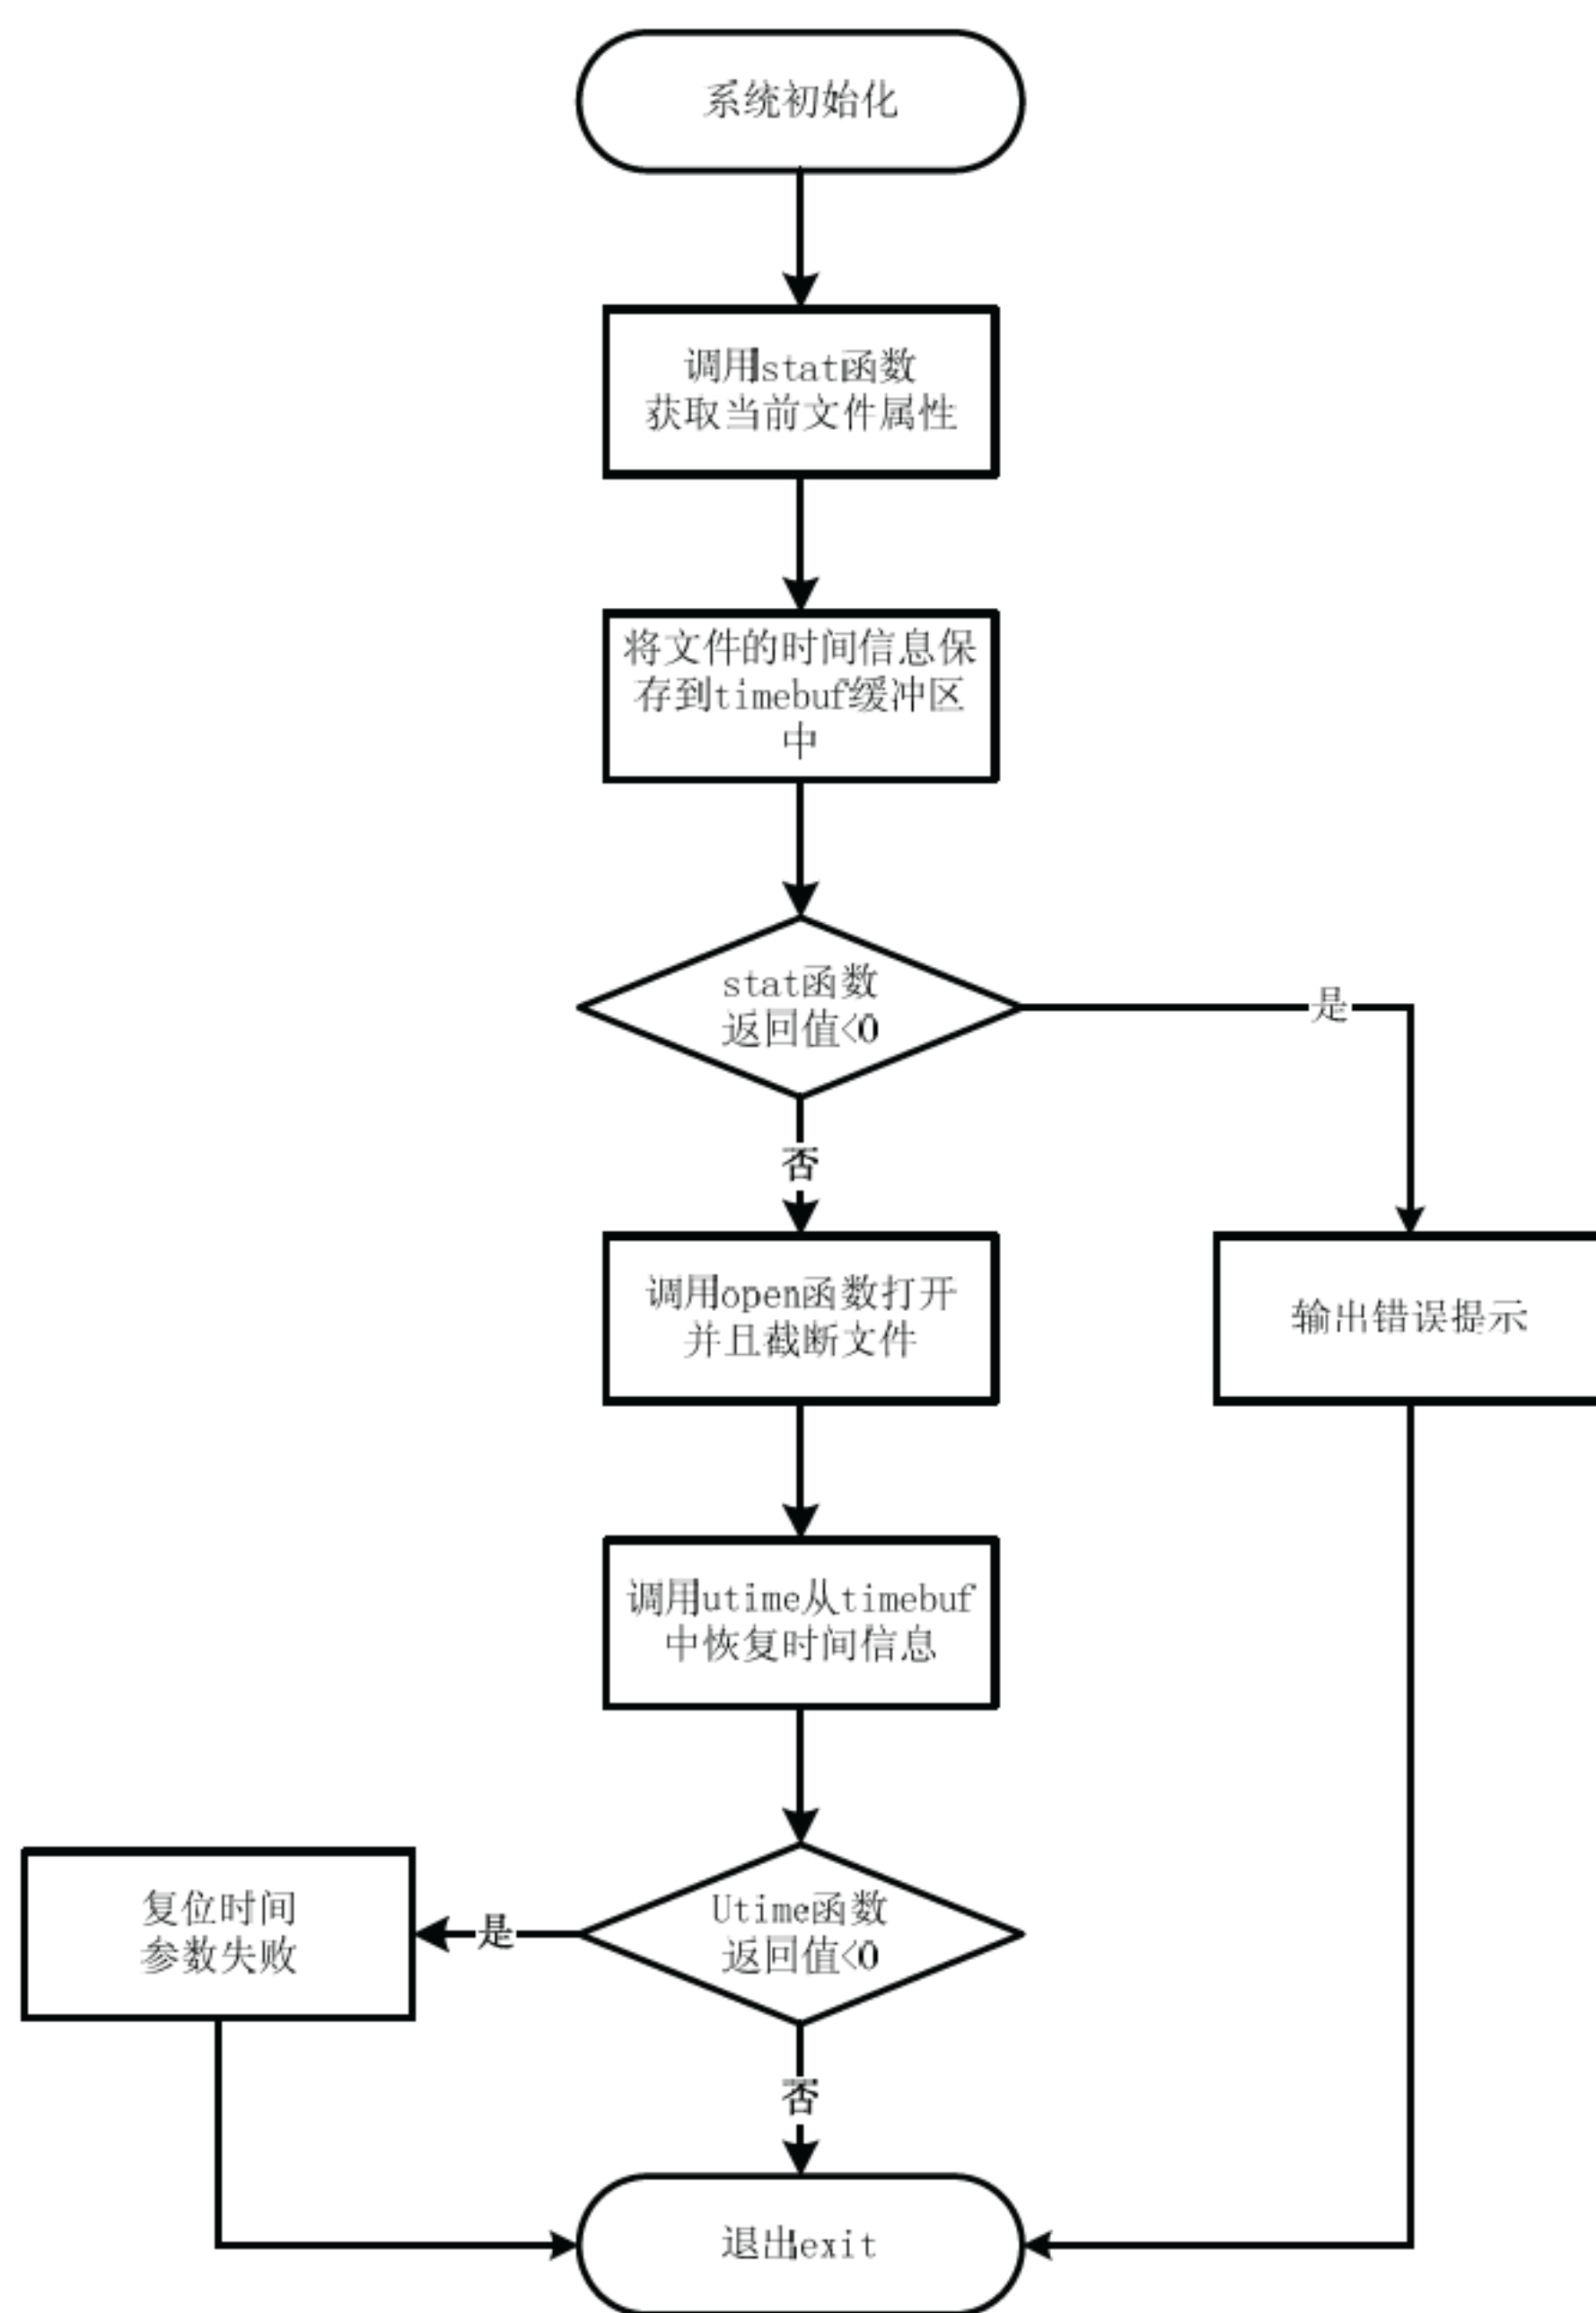 系统初始化
调用stat函数
获取当前文件属性
将文件的时间信息保
存到timebuf缓冲区
中
stat函数
返回值<0
是
否
调用open函数打开
并且截断文件
输出错误提示
调用utime从timebuf
中恢复时间信息
Utime函数
返回值<0
是
复位时间
参数失败
否
退出exit